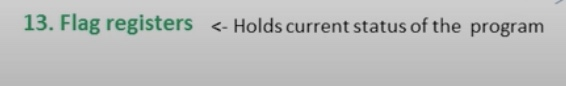 13. Flag registers <- Holds current status of the program